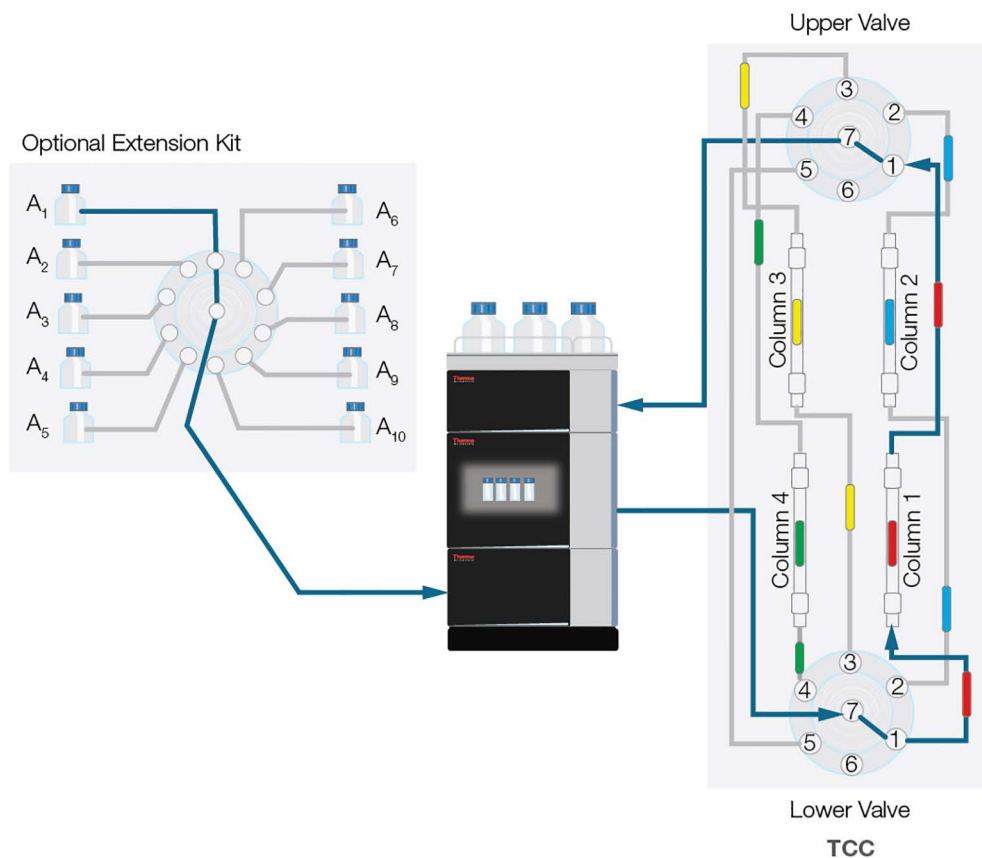 Upper Valve
3
4
2
7
5
1
6
Optional Extension Kit
A1
A6
A2
A7
A3
A8
A4
A9
A5
A10
Column 3
Column 2
Thermo
Thermo
Thermo
Column 4
Column 1
3
4
2
7
5
1
6
Lower Valve
TCC